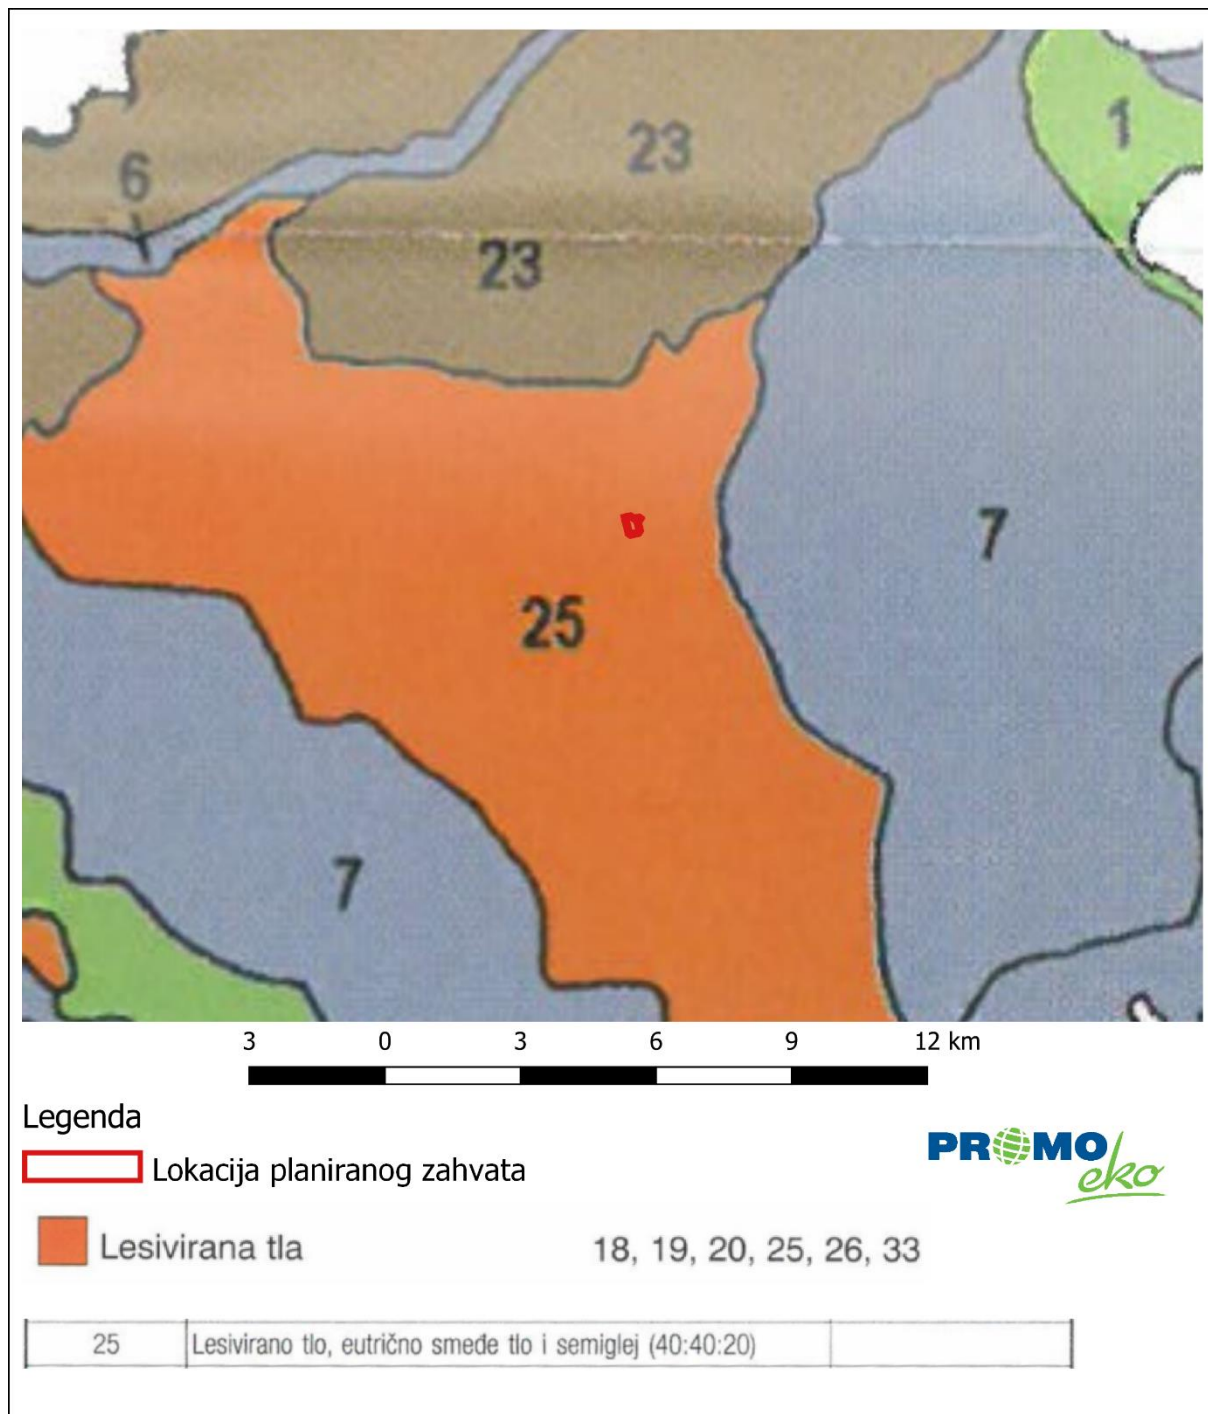 1
23
6
23
7
25
7
3 0 3 6 9 12 km
Legenda
Lokacija planiranog zahvata
PROMO
eko
Lesivirana tla 18, 19, 20, 25, 26, 33
25 Lesivirano tlo, eutrično smeđe tlo i semiglej (40:40:20)